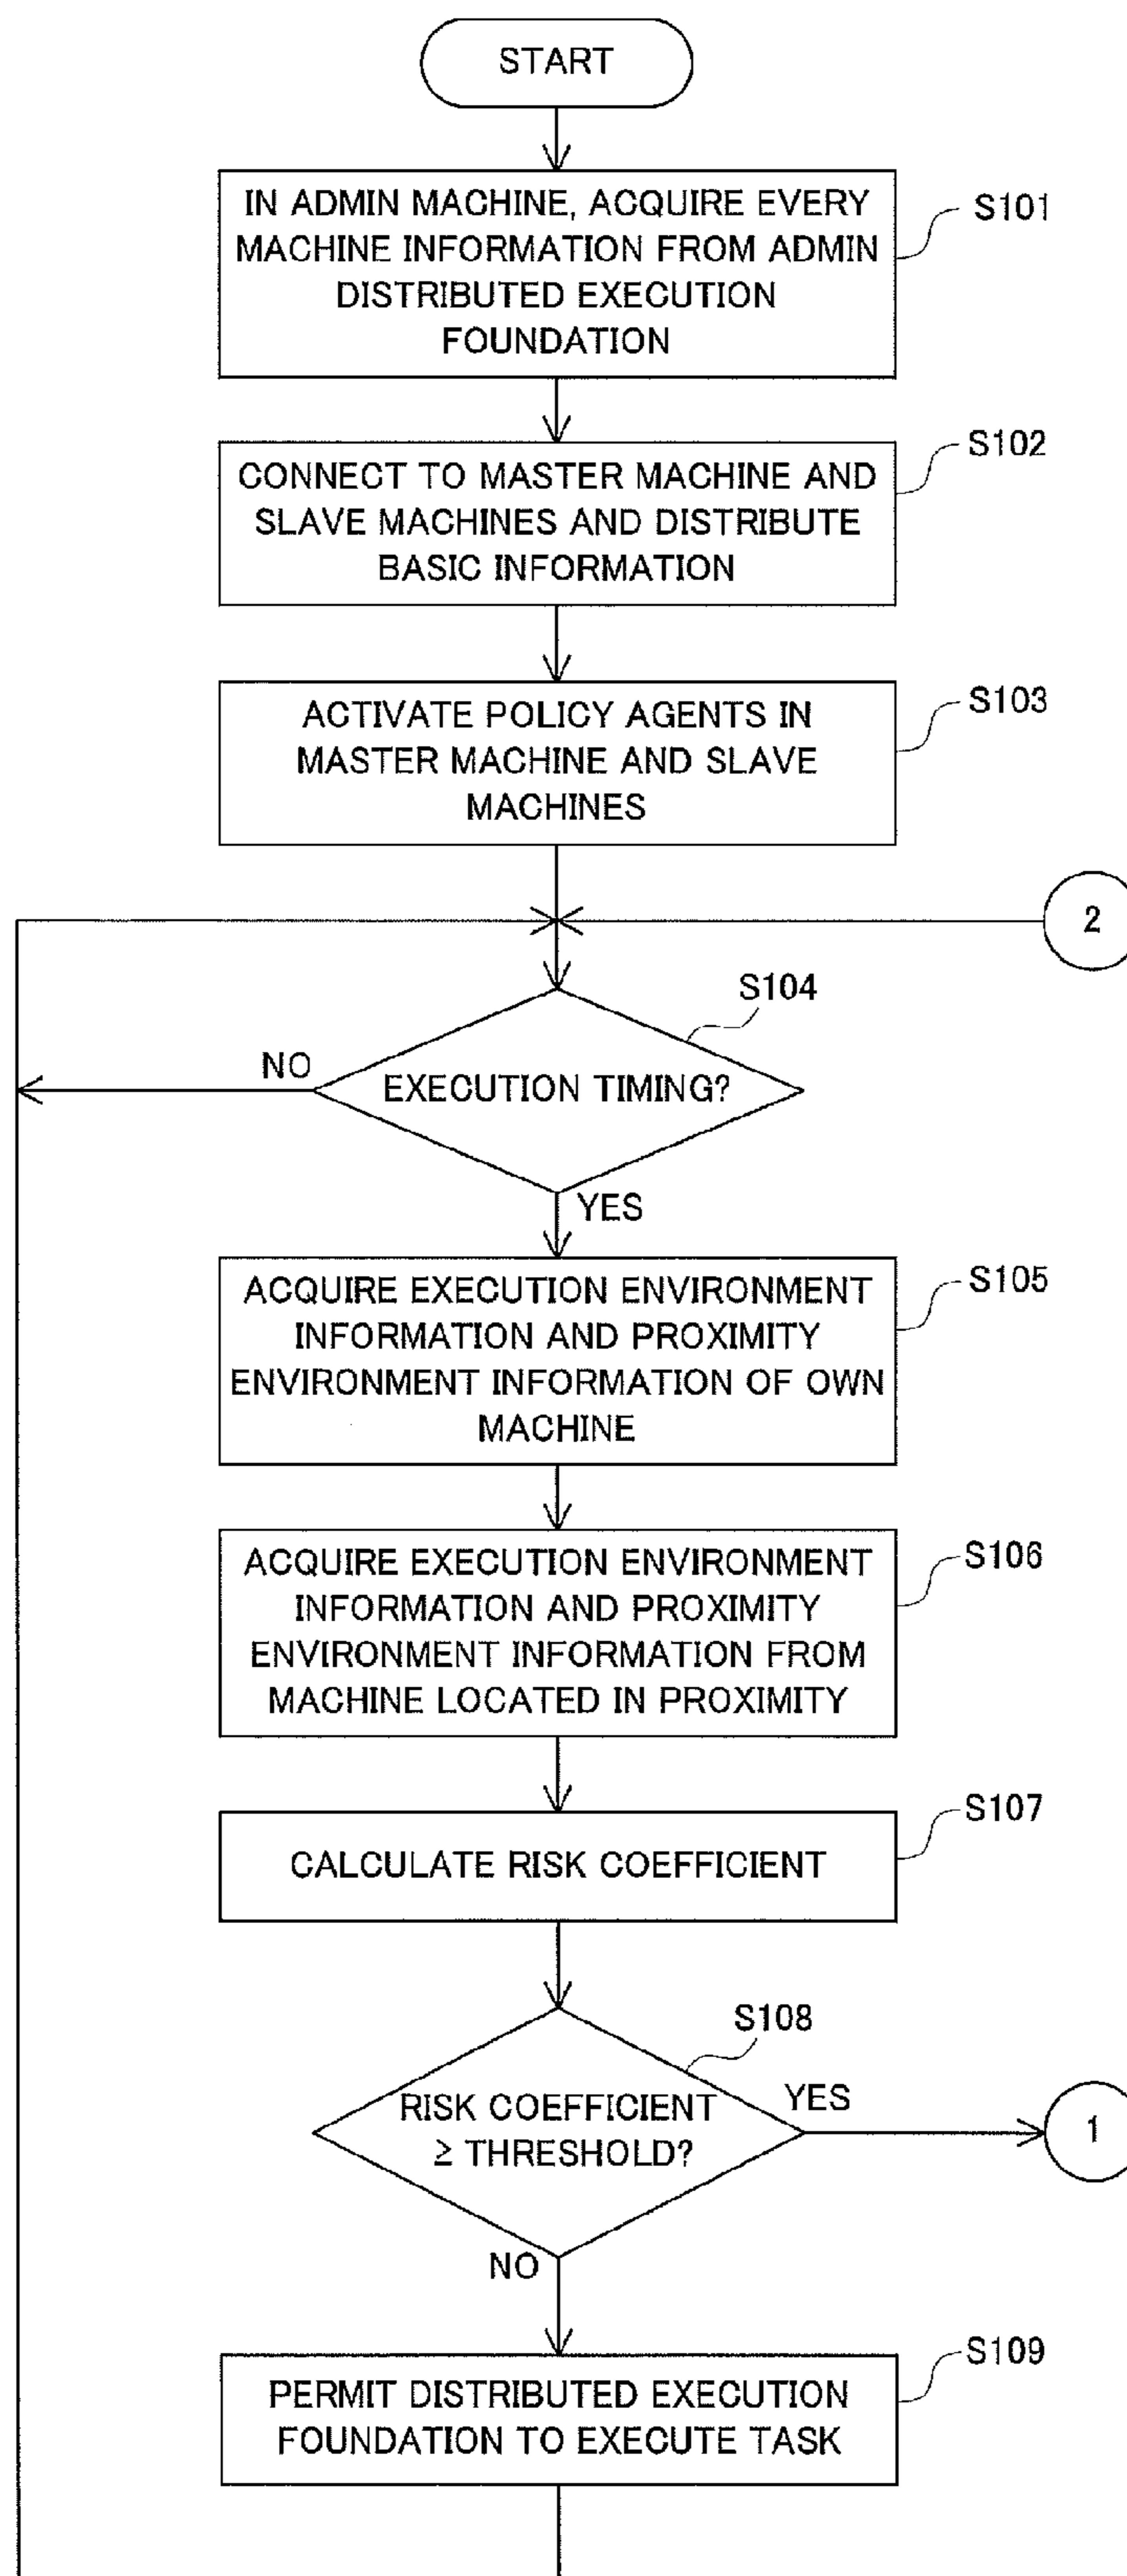 START
IN ADMIN MACHINE, ACQUIRE EVERY
MACHINE INFORMATION FROM ADMIN
DISTRIBUTED EXECUTION
FOUNDATION
S101
CONNECT TO MASTER MACHINE AND
SLAVE MACHINES AND DISTRIBUTE
BASIC INFORMATION
S102
ACTIVATE POLICY AGENTS IN
MASTER MACHINE AND SLAVE
MACHINES
S103
2
S104
NO
EXECUTION TIMING?
YES
ACQUIRE EXECUTION ENVIRONMENT
INFORMATION AND PROXIMITY
ENVIRONMENT INFORMATION OF OWN
MACHINE
S105
ACQUIRE EXECUTION ENVIRONMENT
INFORMATION AND PROXIMITY
ENVIRONMENT INFORMATION FROM
MACHINE LOCATED IN PROXIMITY
S106
CALCULATE RISK COEFFICIENT
S107
S108
RISK COEFFICIENT
≥ THRESHOLD?
YES
1
NO
PERMIT DISTRIBUTED EXECUTION
FOUNDATION TO EXECUTE TASK
S109